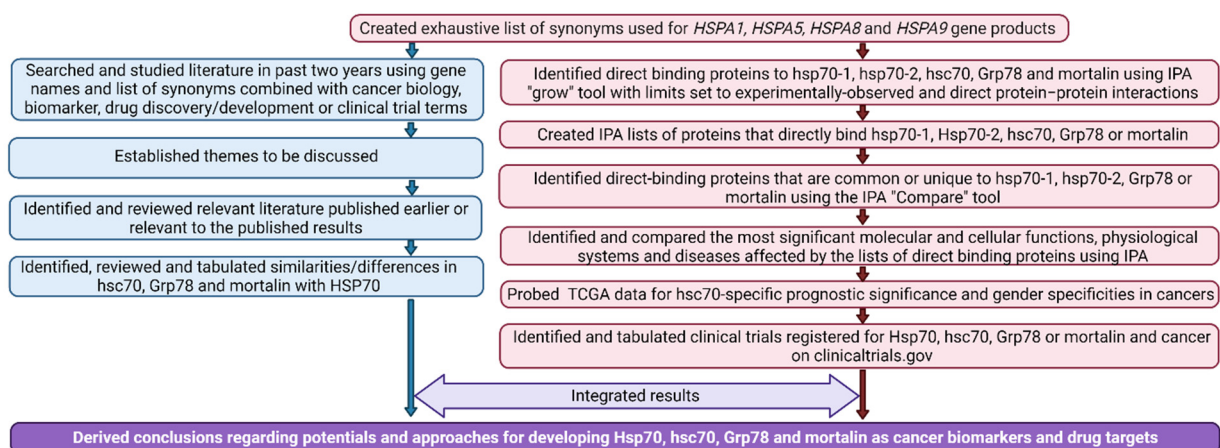 Created exhaustive list of synonyms used for HSPA1, HSPA5, HSPA8 and HSPA9 gene products
Searched and studied literature in past two years using gene
names and list of synonyms combined with cancer biology,
biomarker, drug discovery/development or clinical trial terms
Established themes to be discussed
Identified and reviewed relevant literature published earlier or
relevant to the published results
Identified, reviewed and tabulated similarities/differences in
hsc70, Grp78 and mortalin with HSP70
Identified direct binding proteins to hsp70-1, hsp70-2, hsc70, Grp78 and mortalin using IPA
"grow" tool with limits set to experimentally-observed and direct protein–protein interactions
Created IPA lists of proteins that directly bind hsp70-1, Hsp70-2, hsc70, Grp78 or mortalin
Identified direct-binding proteins that are common or unique to hsp70-1, hsp70-2, Grp78 or
mortalin using the IPA "Compare" tool
Identified and compared the most significant molecular and cellular functions, physiological
systems and diseases affected by the lists of direct binding proteins using IPA
Probed TCGA data for hsc70-specific prognostic significance and gender specificities in cancers
Identified and tabulated clinical trials registered for Hsp70, hsc70, Grp78 or mortalin and cancer
on clinicaltrials.gov
Integrated results
Derived conclusions regarding potentials and approaches for developing Hsp70, hsc70, Grp78 and mortalin as cancer biomarkers and drug targets